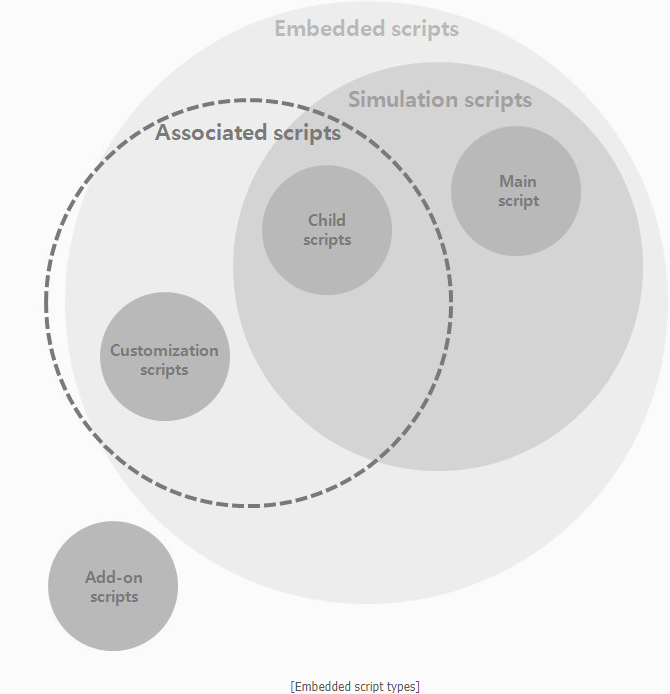 Embedded scripts
Simulation scripts
Associated scripts
Main
script
Child
scripts
Customization
scripts
Add-on
scripts
[Embedded script types]